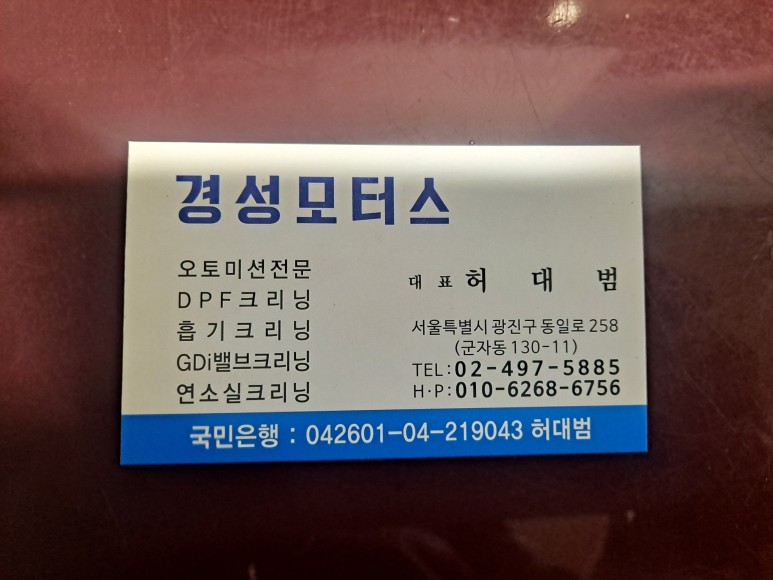 경성모터스
오토미션전문
DPF크리닝
흡기크리닝
GDi밸브크리닝
연소실크리닝
대표 허대범
서울특별시 광진구 동일로 258
(군자동 130-11)
TEL:02-497-5885
H·P:010-6268-6756
국민은행 : 042601-04-219043 허대범